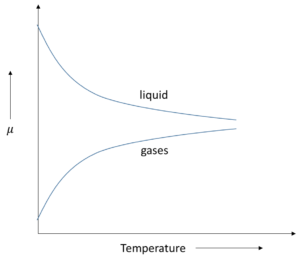 liquid
μ
gases
Temperature